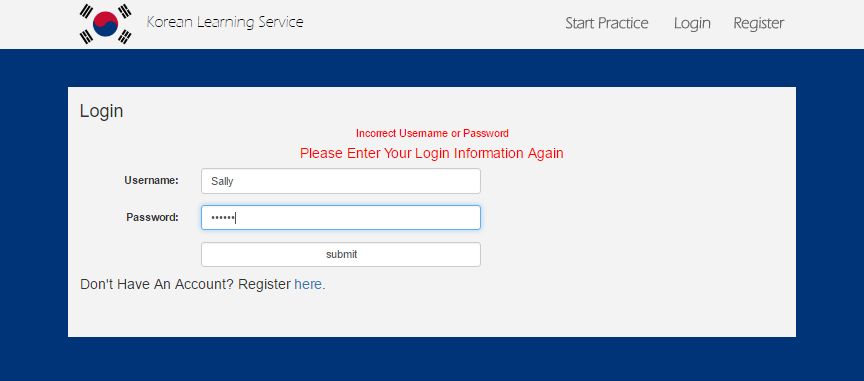 Korean Learning Service
Start Practice Login Register
Login
Incorrect Username or Password
Please Enter Your Login Information Again
Username: Sally
Password: ••••••
submit
Don't Have An Account? Register here.